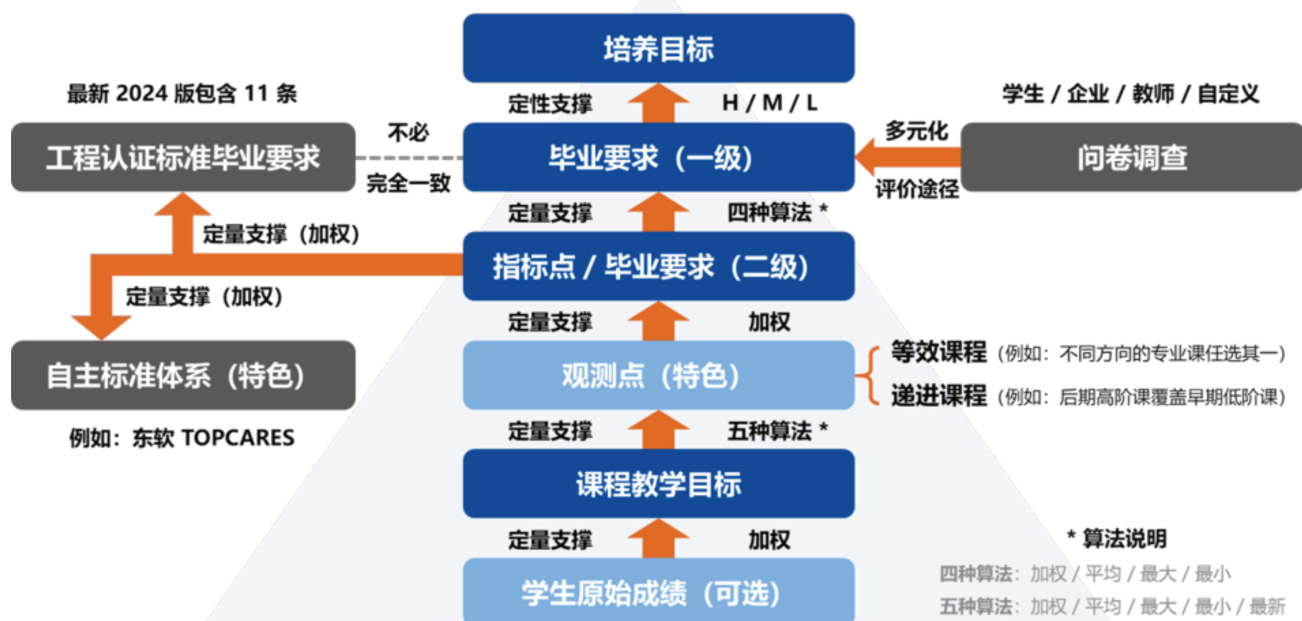 培养目标
最新 2024 版包含 11 条
定性支撑
H / M / L
学生 / 企业 / 教师 / 自定义
工程认证标准毕业要求
不必
完全一致
毕业要求（一级）
多元化
评价途径
问卷调查
定量支撑（加权）
定量支撑
四种算法 *
指标点 / 毕业要求（二级）
定量支撑（加权）
定量支撑
加权
自主标准体系（特色）
观测点（特色）
等效课程（例如：不同方向的专业课任选其一）
递进课程（例如：后期高阶课覆盖早期低阶课）
例如：东软 TOPCARES
定量支撑
五种算法 *
课程教学目标
定量支撑
加权
* 算法说明
学生原始成绩（可选）
四种算法：加权 / 平均 / 最大 / 最小
五种算法：加权 / 平均 / 最大 / 最小 / 最新